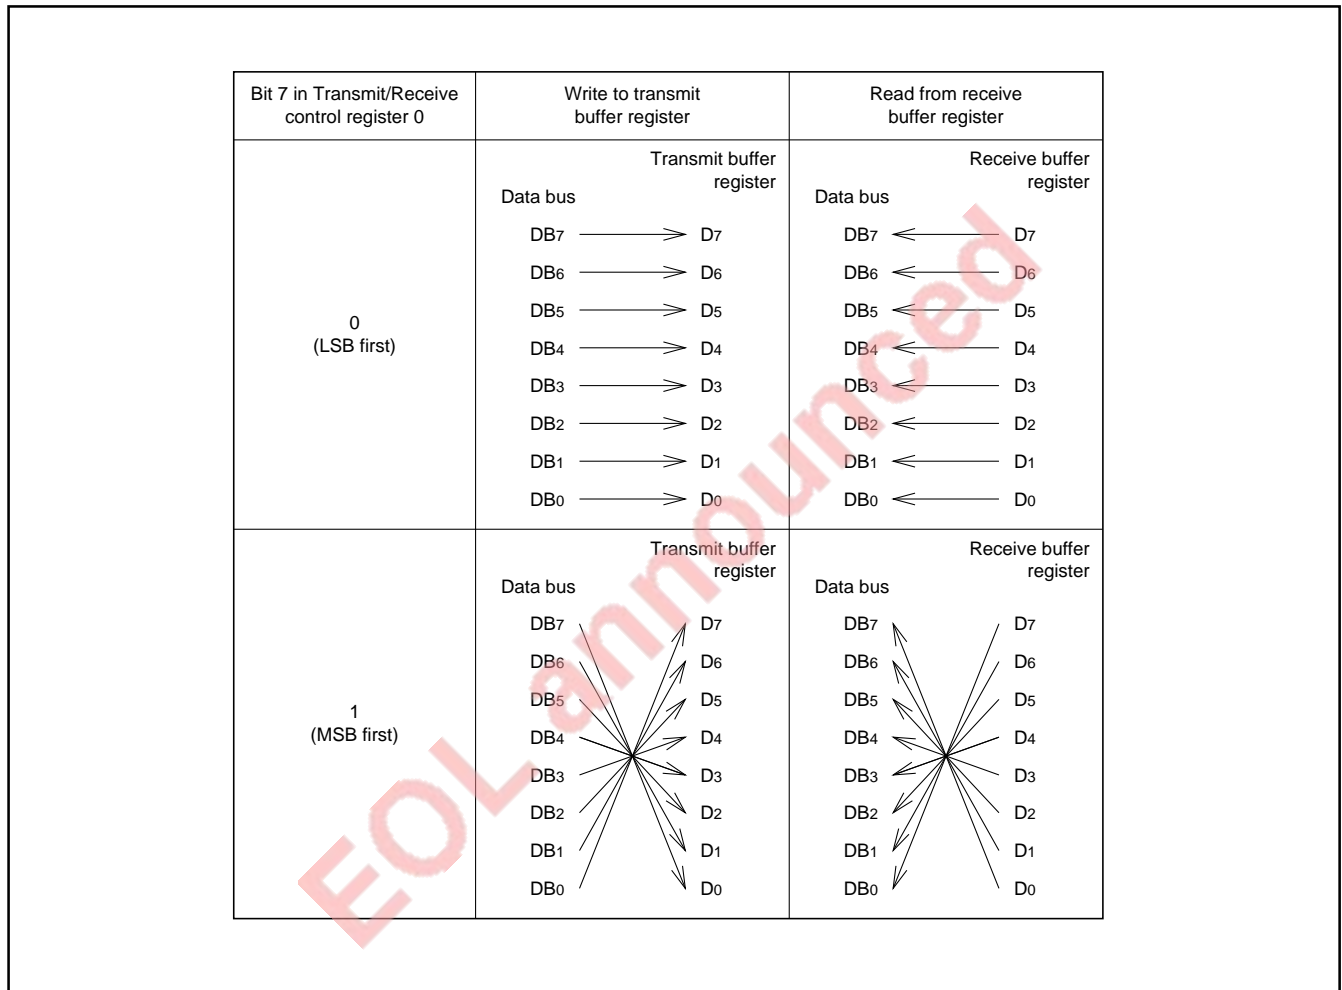 Bit 7 in Transmit/Receive
control register 0
Write to transmit
buffer register
Read from receive
buffer register
0
(LSB first)
Transmit buffer
register
Data bus
DB7 D7
DB6 D6
DB5 D5
DB4 D4
DB3 D3
DB2 D2
DB1 D1
DB0 D0
Receive buffer
register
Data bus
DB7 D7
DB6 D6
DB5 D5
DB4 D4
DB3 D3
DB2 D2
DB1 D1
DB0 D0
1
(MSB first)
Transmit buffer
register
Data bus
DB7 D7
DB6 D6
DB5 D5
DB4 D4
DB3 D3
DB2 D2
DB1 D1
DB0 D0
Receive buffer
register
Data bus
DB7 D7
DB6 D6
DB5 D5
DB4 D4
DB3 D3
DB2 D2
DB1 D1
DB0 D0
EOL announced